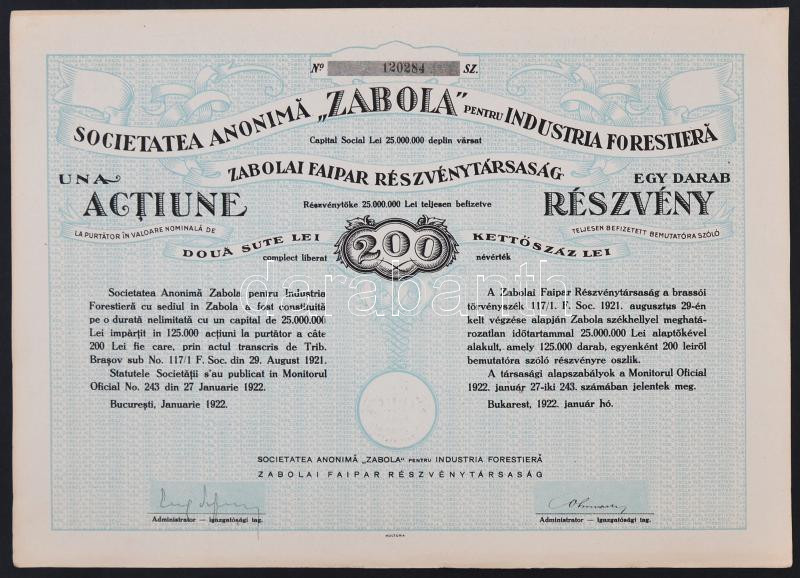 Nº 120284 SZ.
SOCIETATEA ANONIMĂ „ZABOLA” PENTRU INDUSTRIA FORESTIERĂ
Capital Social Lei 25.000.000 deplin vărsat
ZABOLAI FAIPAR RÉSZVÉNYTÁRSASÁG
Részvénytőke 25.000.000 Lei teljesen befizetve
UNA
ACȚIUNE
LA PURTĂTOR ÎN VALOARE NOMINALĂ DE
DOUĂ SUTE LEI
complect liberat
200
EGY DARAB
RÉSZVÉNY
TELJESEN BEFIZETETT BEMUTATÓRA SZÓLÓ
KETTŐSZÁZ LEI
névérték
Societatea Anonimă Zabola pentru Industria
Forestieră cu sediul în Zabola a fost constituită
pe o durată nelimitată cu un capital de 25.000.000
Lei împărțit in 125.000 acțiuni la purtător a câte
200 Lei fie care, prin actul transcris de Trib.
Brașov sub No. 117/1 F. Soc. din 29. August 1921.
Statutele Societății s'au publicat in Monitorul
Oficial No. 243 din 27 Januarie 1922.
București, Januarie 1922.
A Zabolai Faipar Részvénytársaság a brassói
törvényszék 117/1. F. Soc. 1921. augusztus 29-én
kelt végzése alapján Zabola székhellyel meghatá-
rozatlan időtartammal 25.000.000 Lei alaptőkével
alakult, amely 125.000 darab, egyenként 200 leiről
bemutatóra szóló részvényre oszlik.
A társasági alapszabályok a Monitorul Oficial
1922. január 27-iki 243. számában jelentek meg.
Bukarest, 1922. január hó.
darabanth
SOCIETATEA ANONIMĂ „ZABOLA” PENTRU INDUSTRIA FORESTIERĂ
ZABOLAI FAIPAR RÉSZVÉNYTÁRSASÁG
Administrator — igazgatósági tag.
Administrator — igazgatósági tag.
KULTURA